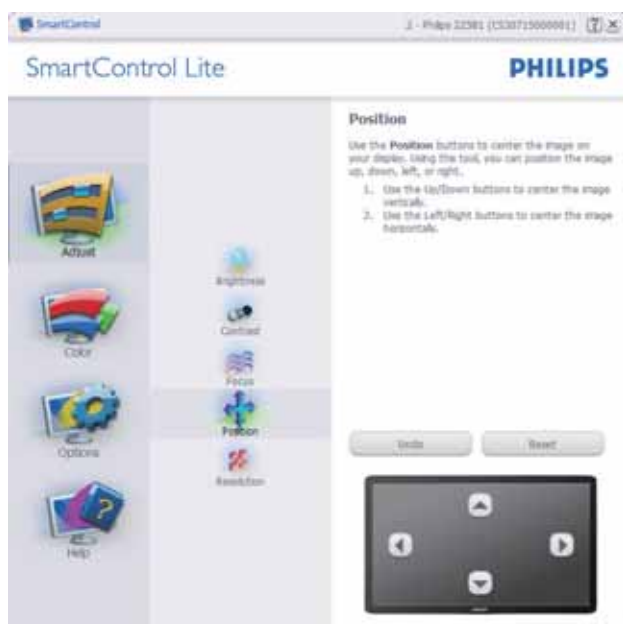 SmartControl
SmartControl Lite
PHILIPS
Position
Use the Position buttons to center the image on
your display. Using the tool, you can position the image
up, down, left, or right.
1. Use the Up/Down buttons to center the image
vertically.
2. Use the Left/Right buttons to center the image
horizontally.
Adjust
Color
Options
Help
Brightness
Contrast
Focus
Position
Resolution
Undo
Reset